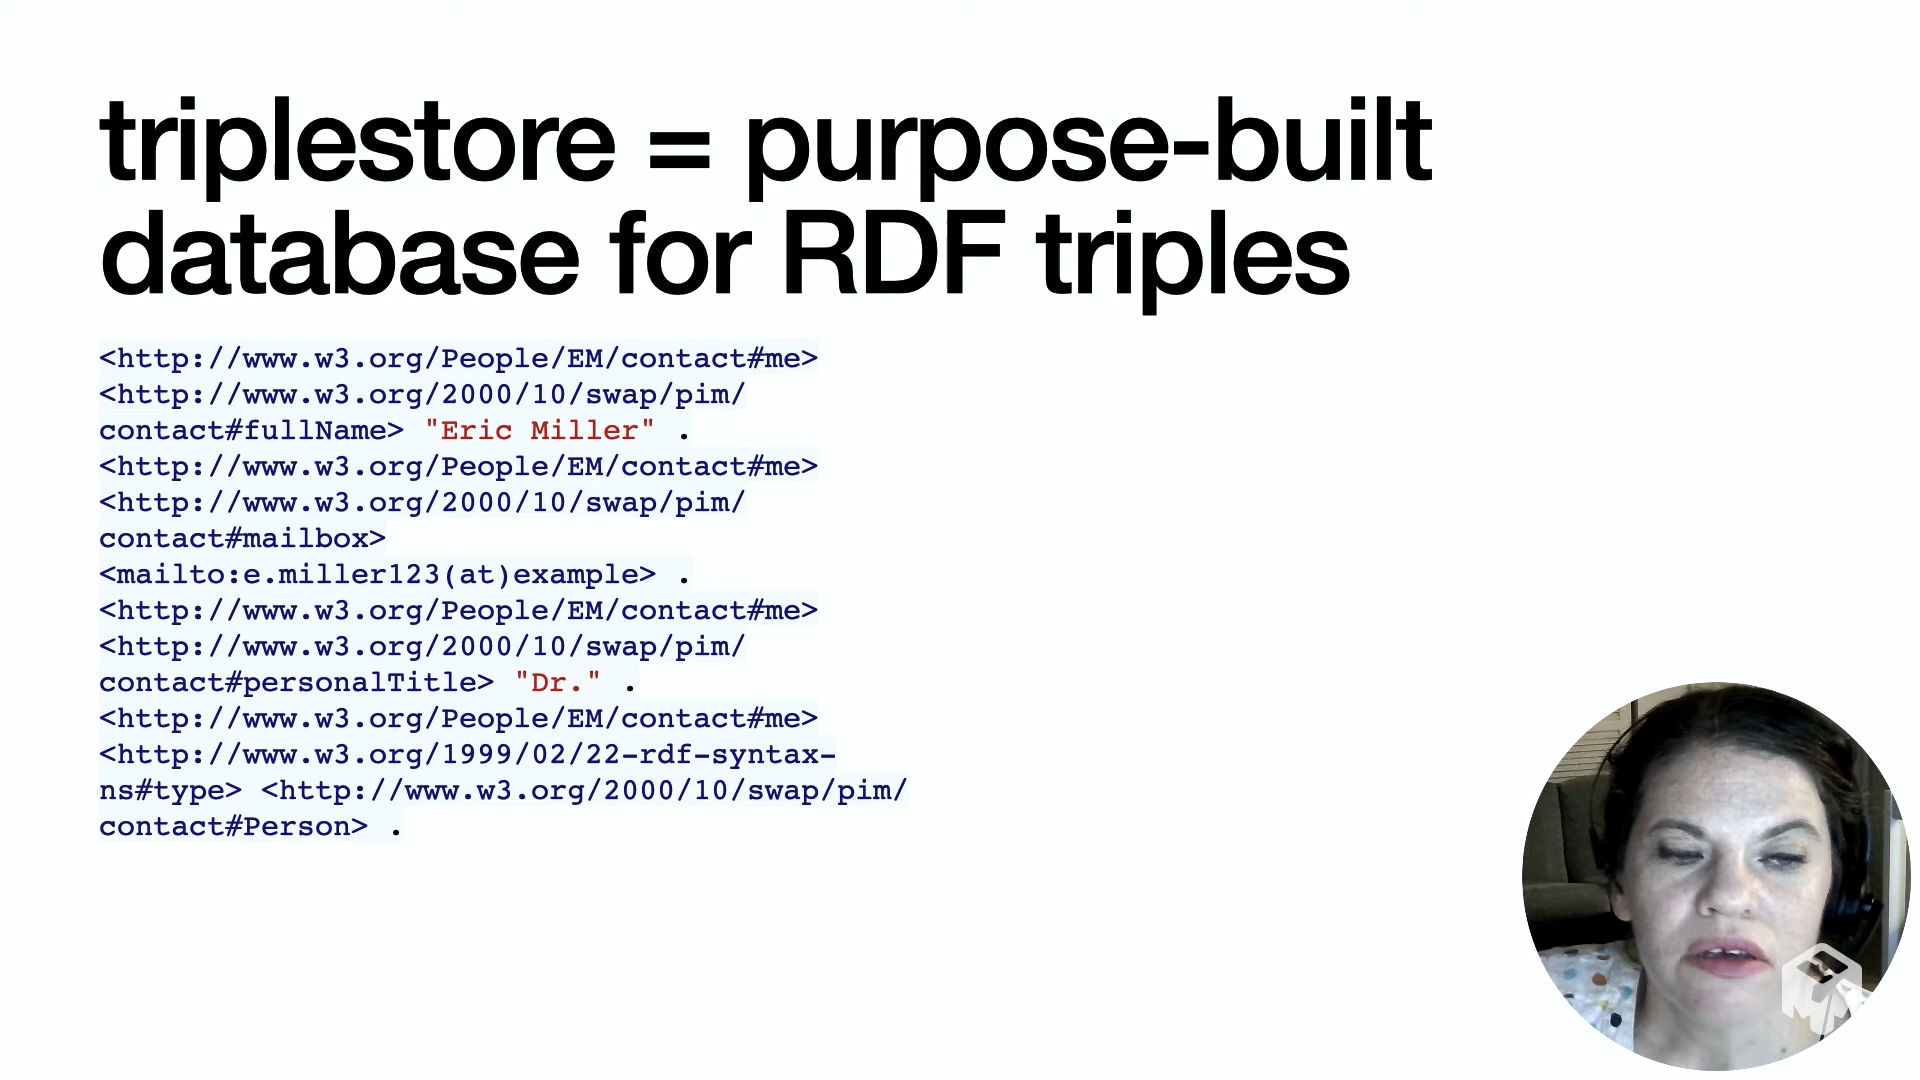 triplestore = purpose-built
database for RDF triples
<http://www.w3.org/People/EM/contact#me>
<http://www.w3.org/2000/10/swap/pim/
contact#fullName> "Eric Miller" .
<http://www.w3.org/People/EM/contact#me>
<http://www.w3.org/2000/10/swap/pim/
contact#mailbox>
<mailto:e.miller123(at)example> .
<http://www.w3.org/People/EM/contact#me>
<http://www.w3.org/2000/10/swap/pim/
contact#personalTitle> "Dr." .
<http://www.w3.org/People/EM/contact#me>
<http://www.w3.org/1999/02/22-rdf-syntax-
ns#type> <http://www.w3.org/2000/10/swap/pim/
contact#Person> .